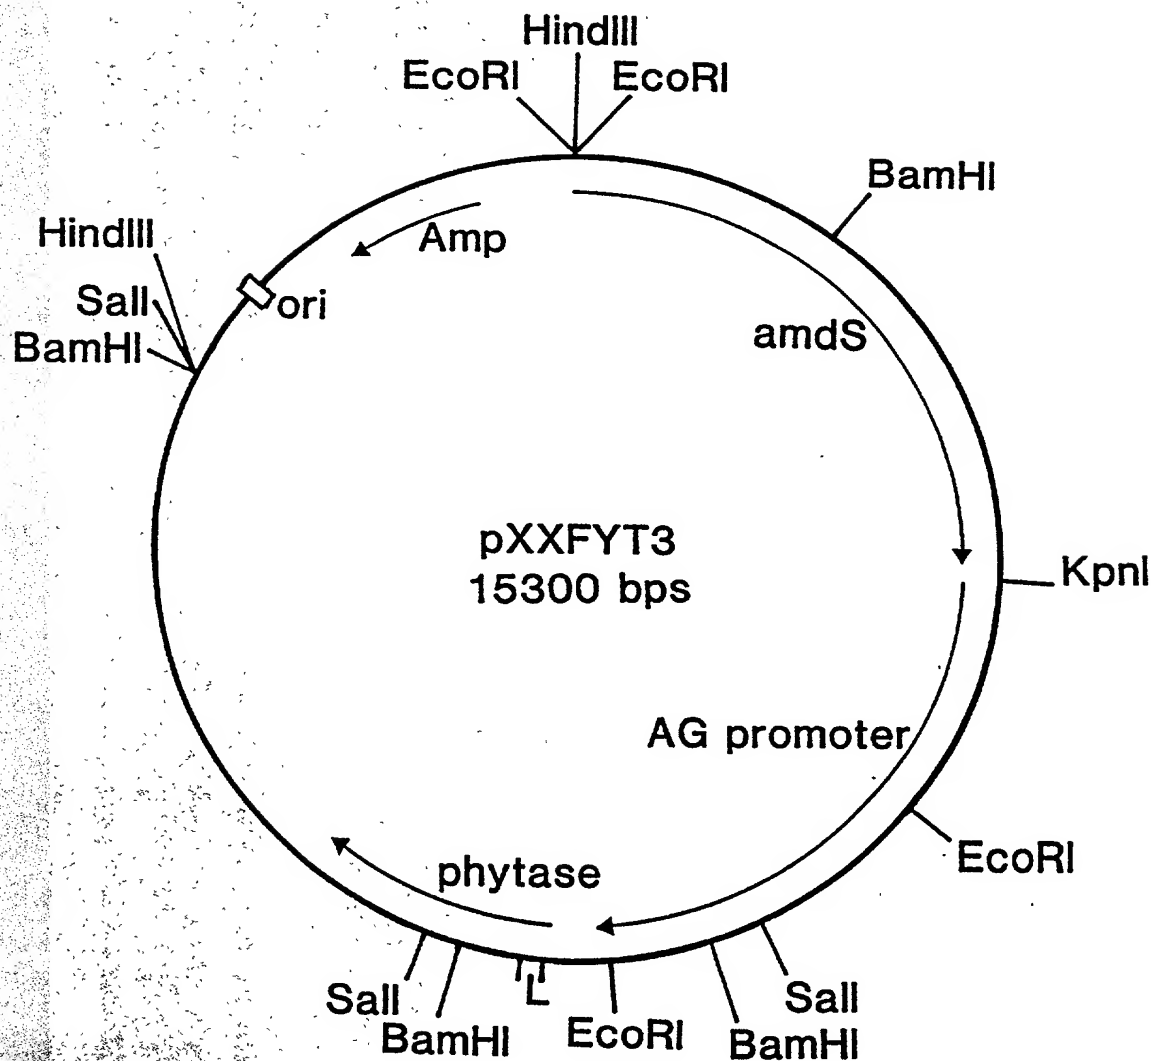 HindIII
EcoRI
EcoRI
BamHI
HindIII
Amp
SalI
ori
BamHI
amdS
pXXFYT3
15300 bps
KpnI
AG promoter
EcoRI
phytase
SalI
BamHI
L
EcoRI
SalI
BamHI